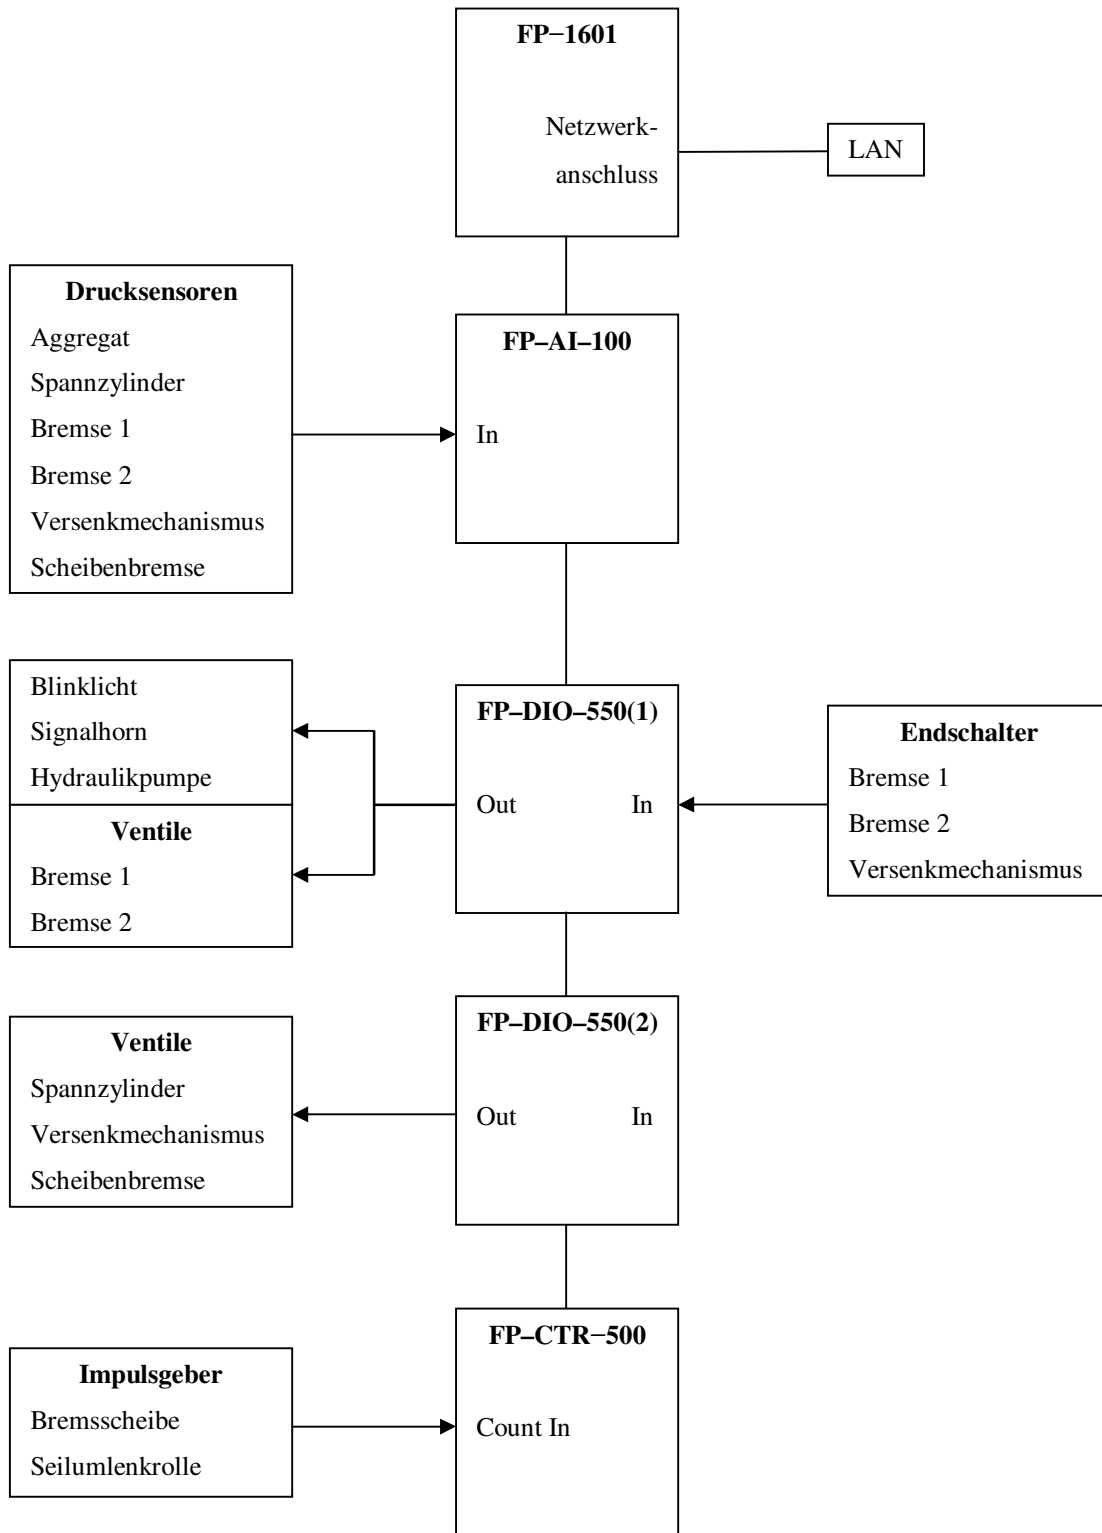 FP−1601
Netzwerk-
anschluss
LAN
Drucksensoren
Aggregat
Spannzylinder
Bremse 1
Bremse 2
Versenkmechanismus
Scheibenbremse
FP–AI–100
In
Blinklicht
Signalhorn
Hydraulikpumpe
Ventile
Bremse 1
Bremse 2
FP–DIO–550(1)
Out In
Endschalter
Bremse 1
Bremse 2
Versenkmechanismus
Ventile
Spannzylinder
Versenkmechanismus
Scheibenbremse
FP–DIO–550(2)
Out In
Impulsgeber
Bremsscheibe
Seilumlenkrolle
FP–CTR−500
Count In